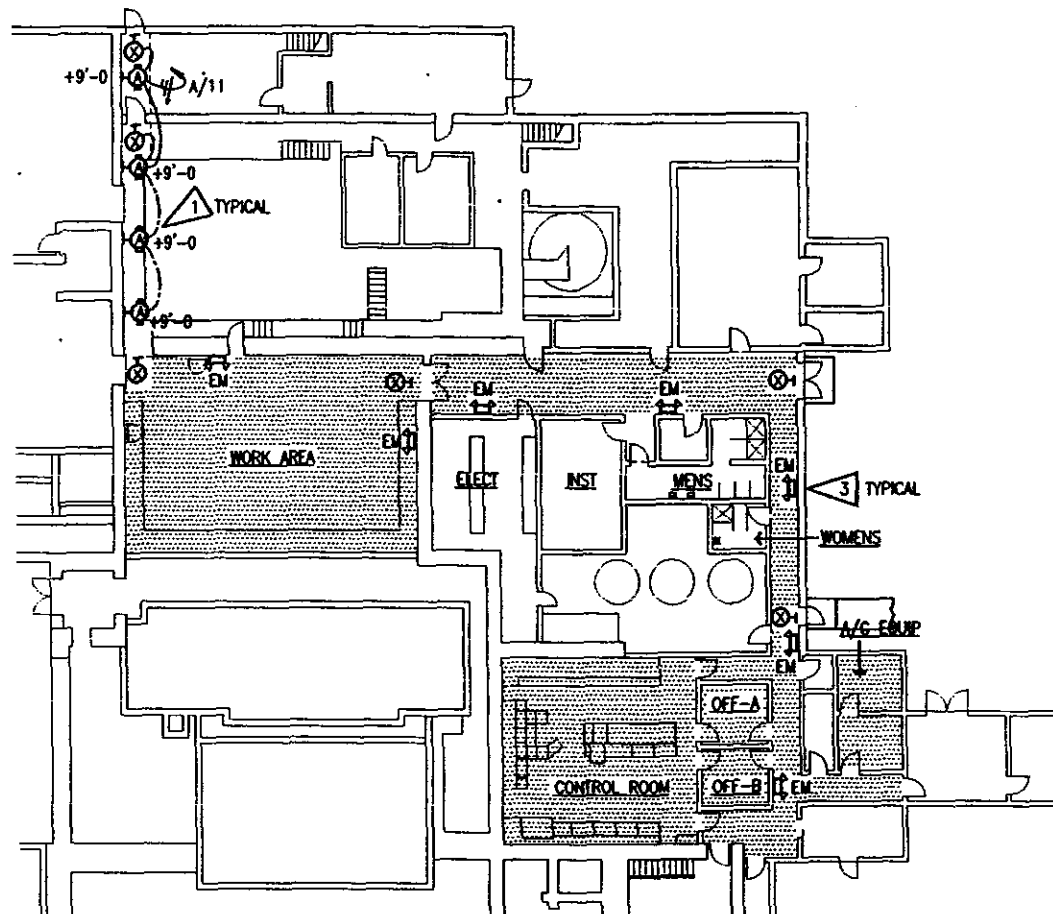 X
+9'-0
A
A/11
X
+9'-0
A
1
TYPICAL
A
+9'-0
A
+9'-0
X
EM
X
EM
EM
X
EM
WORK AREA
ELECT
INST
MENS
EM
3
TYPICAL
WOMENS
X
A/C EQUIP
EM
OFF-A
CONTROL ROOM
OFF-B
EM